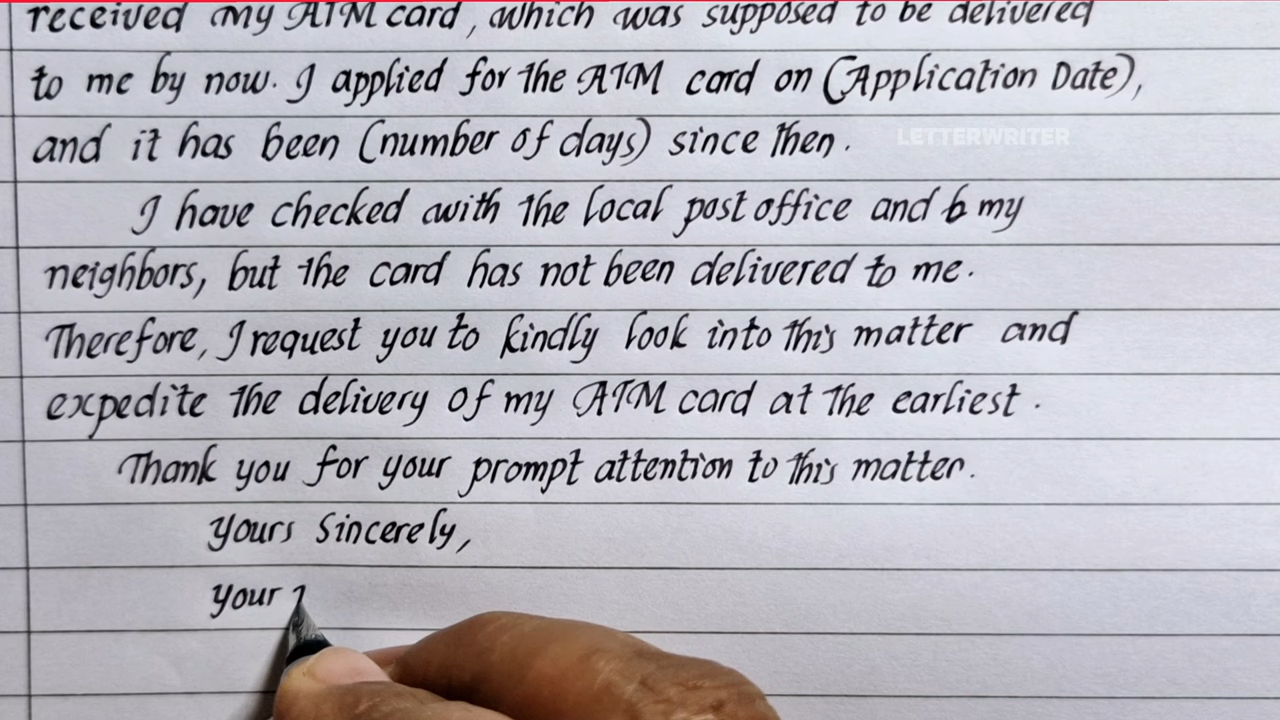 received my ATM card, which was supposed to be delivered
to me by now. I applied for the ATM card on (Application Date),
and it has been (number of days) since then.
LETTERWRITER
I have checked with the local post office and my
neighbors, but the card has not been delivered to me.
Therefore, I request you to kindly look into this matter and
expedite the delivery of my ATM card at the earliest.
Thank you for your prompt attention to this matter.
Yours Sincerely,
Your